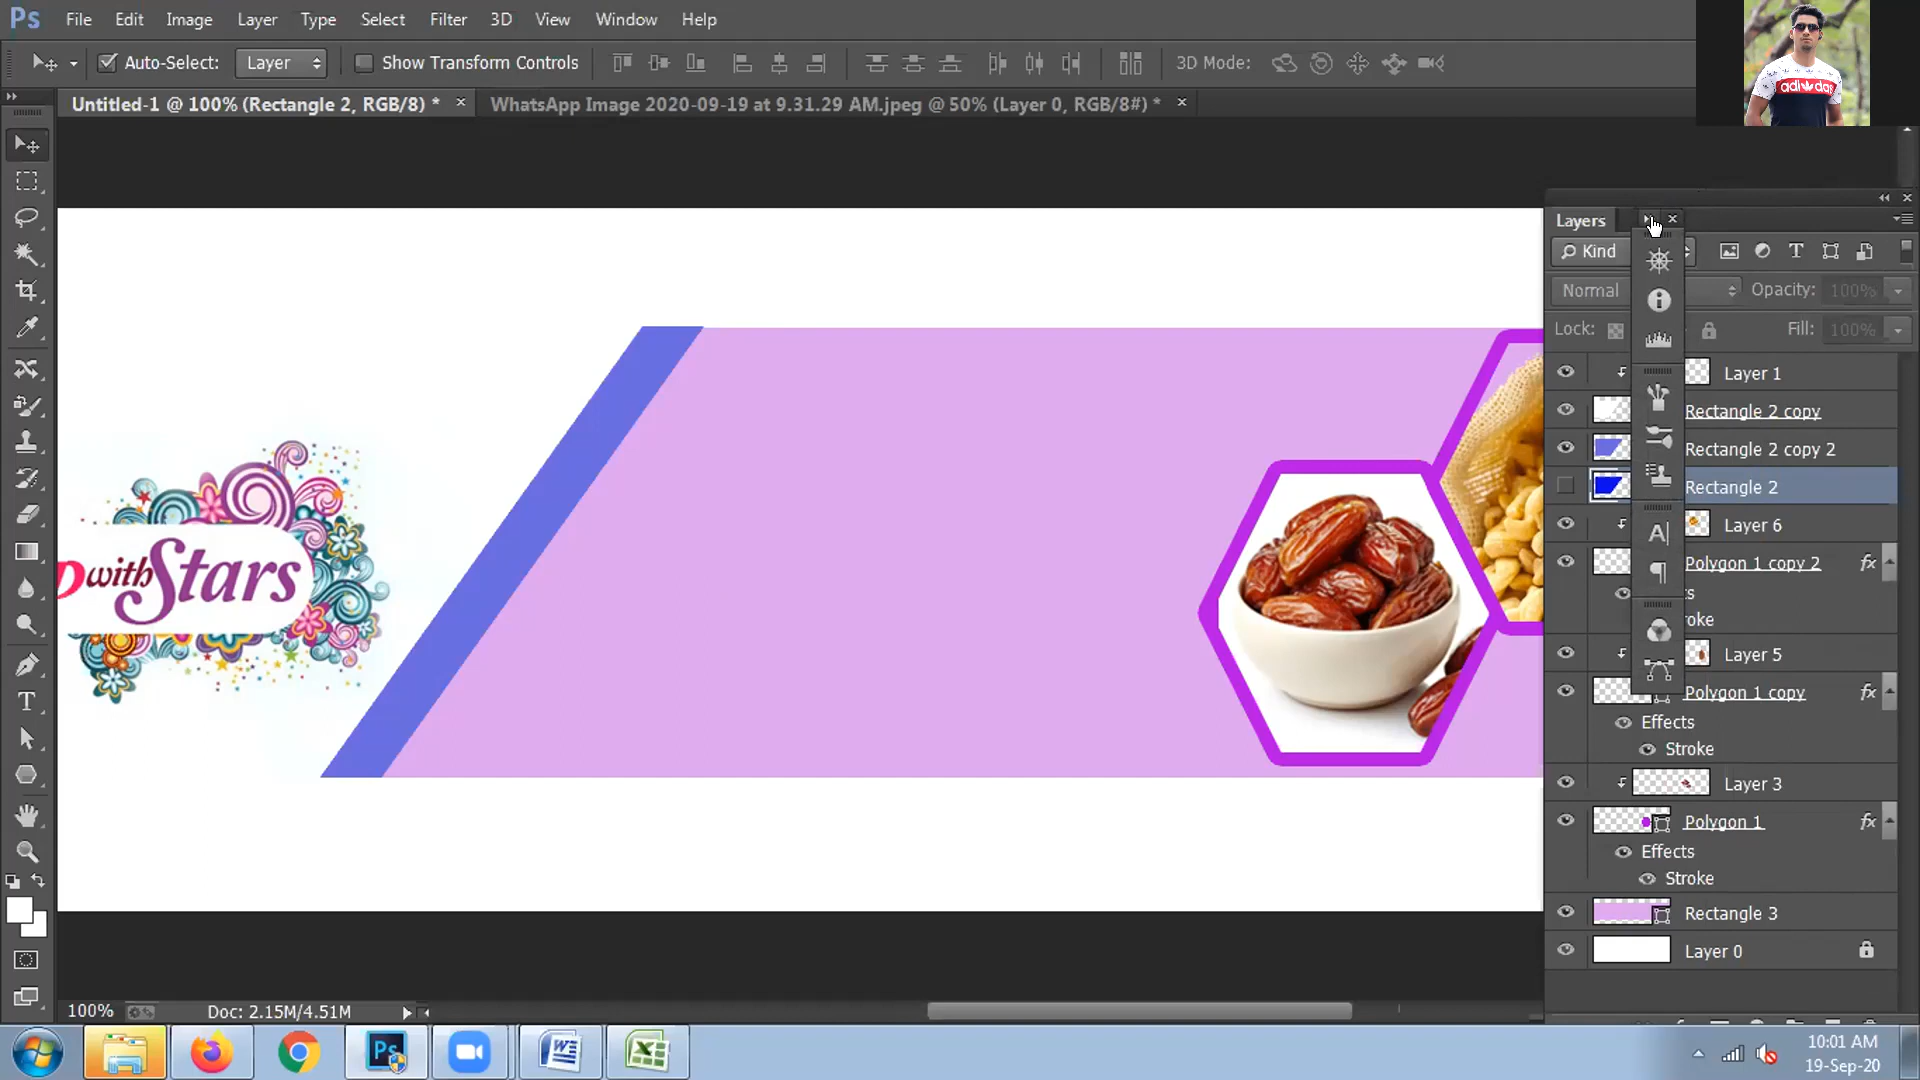 Ps File Edit Image Layer Type Select Filter 3D View Window Help
Auto-Select: Layer Show Transform Controls 3D Mode:
adidas
Untitled-1 @ 100% (Rectangle 2, RGB/8) * × WhatsApp Image 2020-09-19 at 9.31.29 AM.jpeg @ 50% (Layer 0, RGB/8#) * ×
Layers
Kind
Normal Opacity: 100%
Lock: Fill: 100%
Layer 1
Rectangle 2 copy
Rectangle 2 copy 2
Rectangle 2
Layer 6
Polygon 1 copy 2 fx
Layer 5
Polygon 1 copy fx
Effects
Stroke
Layer 3
Polygon 1 fx
Effects
Stroke
Rectangle 3
Layer 0
with Stars
100% Doc: 2.15M/4.51M
Ps
10:01 AM
19-Sep-20